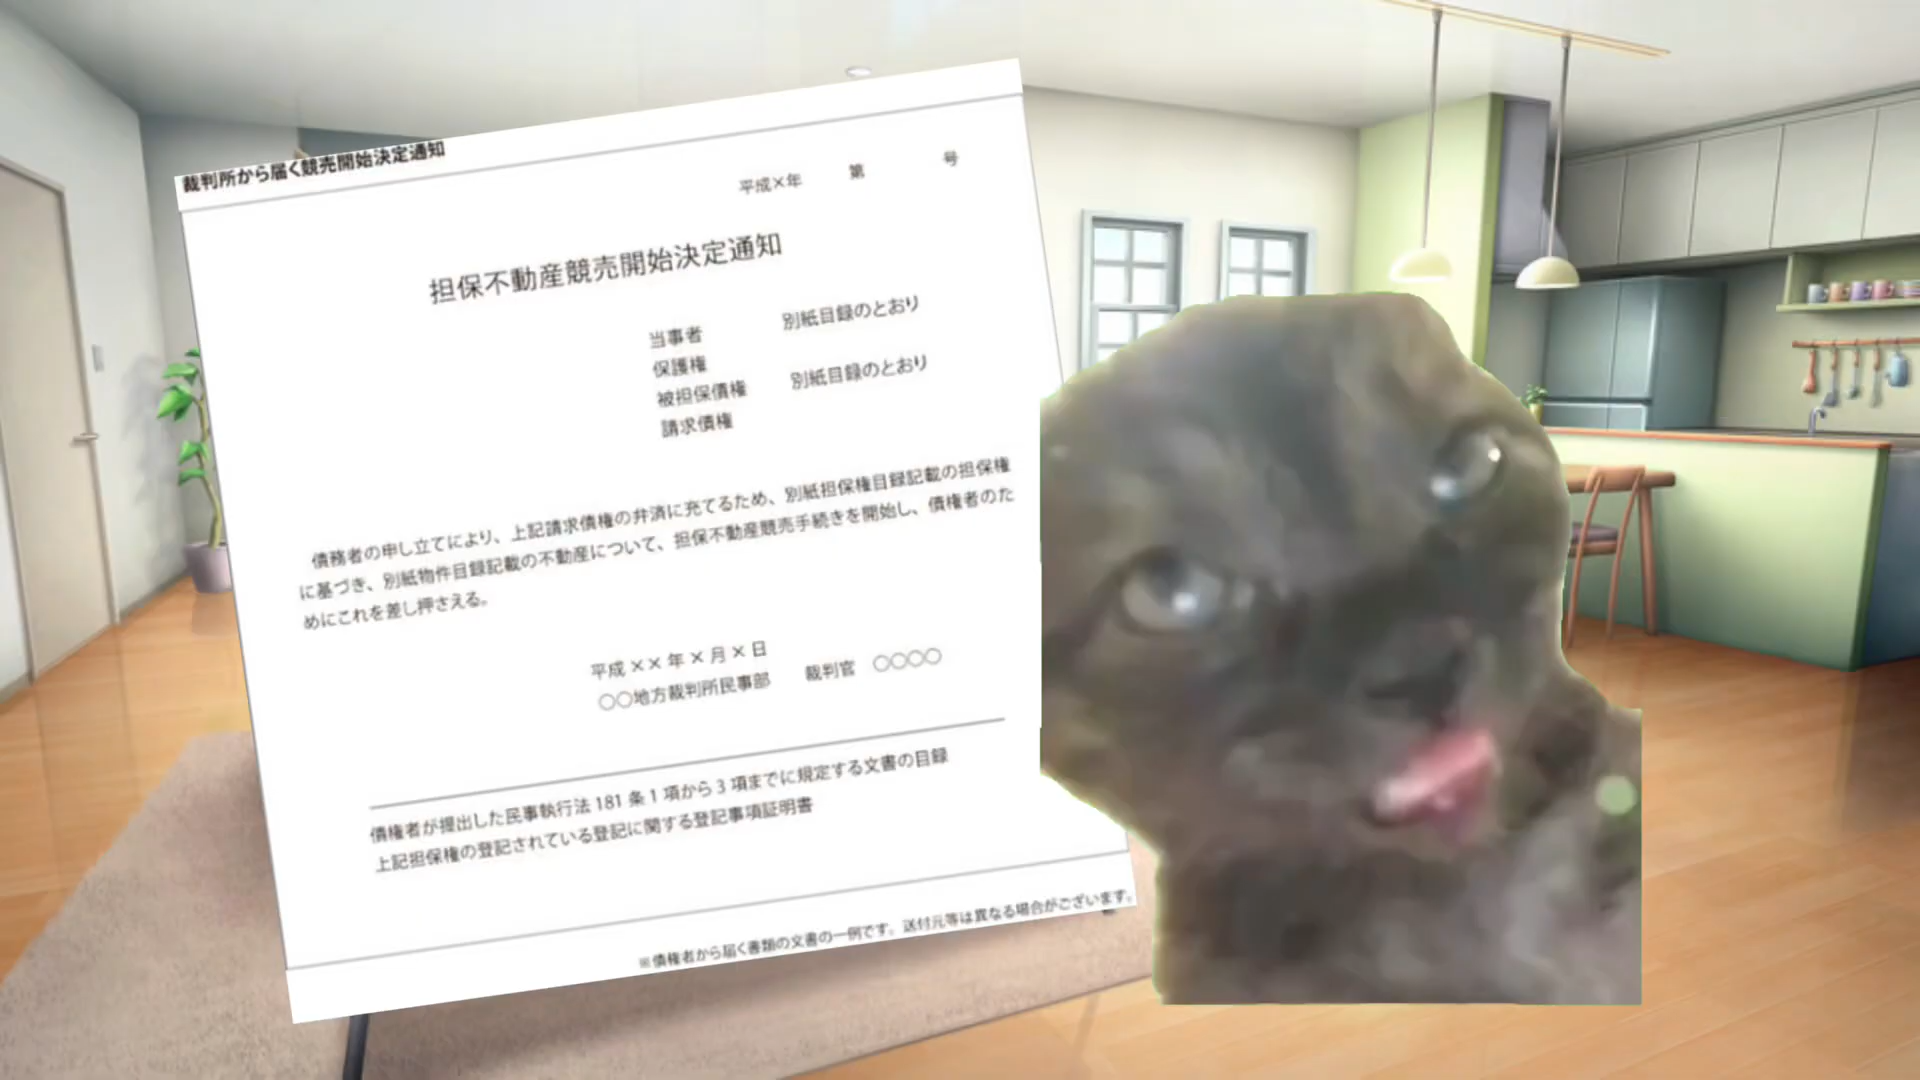 裁判所から届く競売開始決定通知
平成×年 第 号
担保不動産競売開始決定通知
当事者 別紙目録のとおり
保護権
被担保債権 別紙目録のとおり
請求債権
債務者の申し立てにより、上記請求債権の弁済に充てるため、別紙担保権目録記載の担保権
に基づき、別紙物件目録記載の不動産について、担保不動産競売手続きを開始し、債権者のた
めにこれを差し押さえる。
平成 ×× 年 × 月 × 日
○○地方裁判所民事部 裁判官 ○○○○
債権者が提出した民事執行法 181 条 1 項から 3 項までに規定する文書の目録
上記担保権の登記されている登記に関する登記事項証明書
※債権者から届く書類の文書の一例です。送付元等は異なる場合がございます。